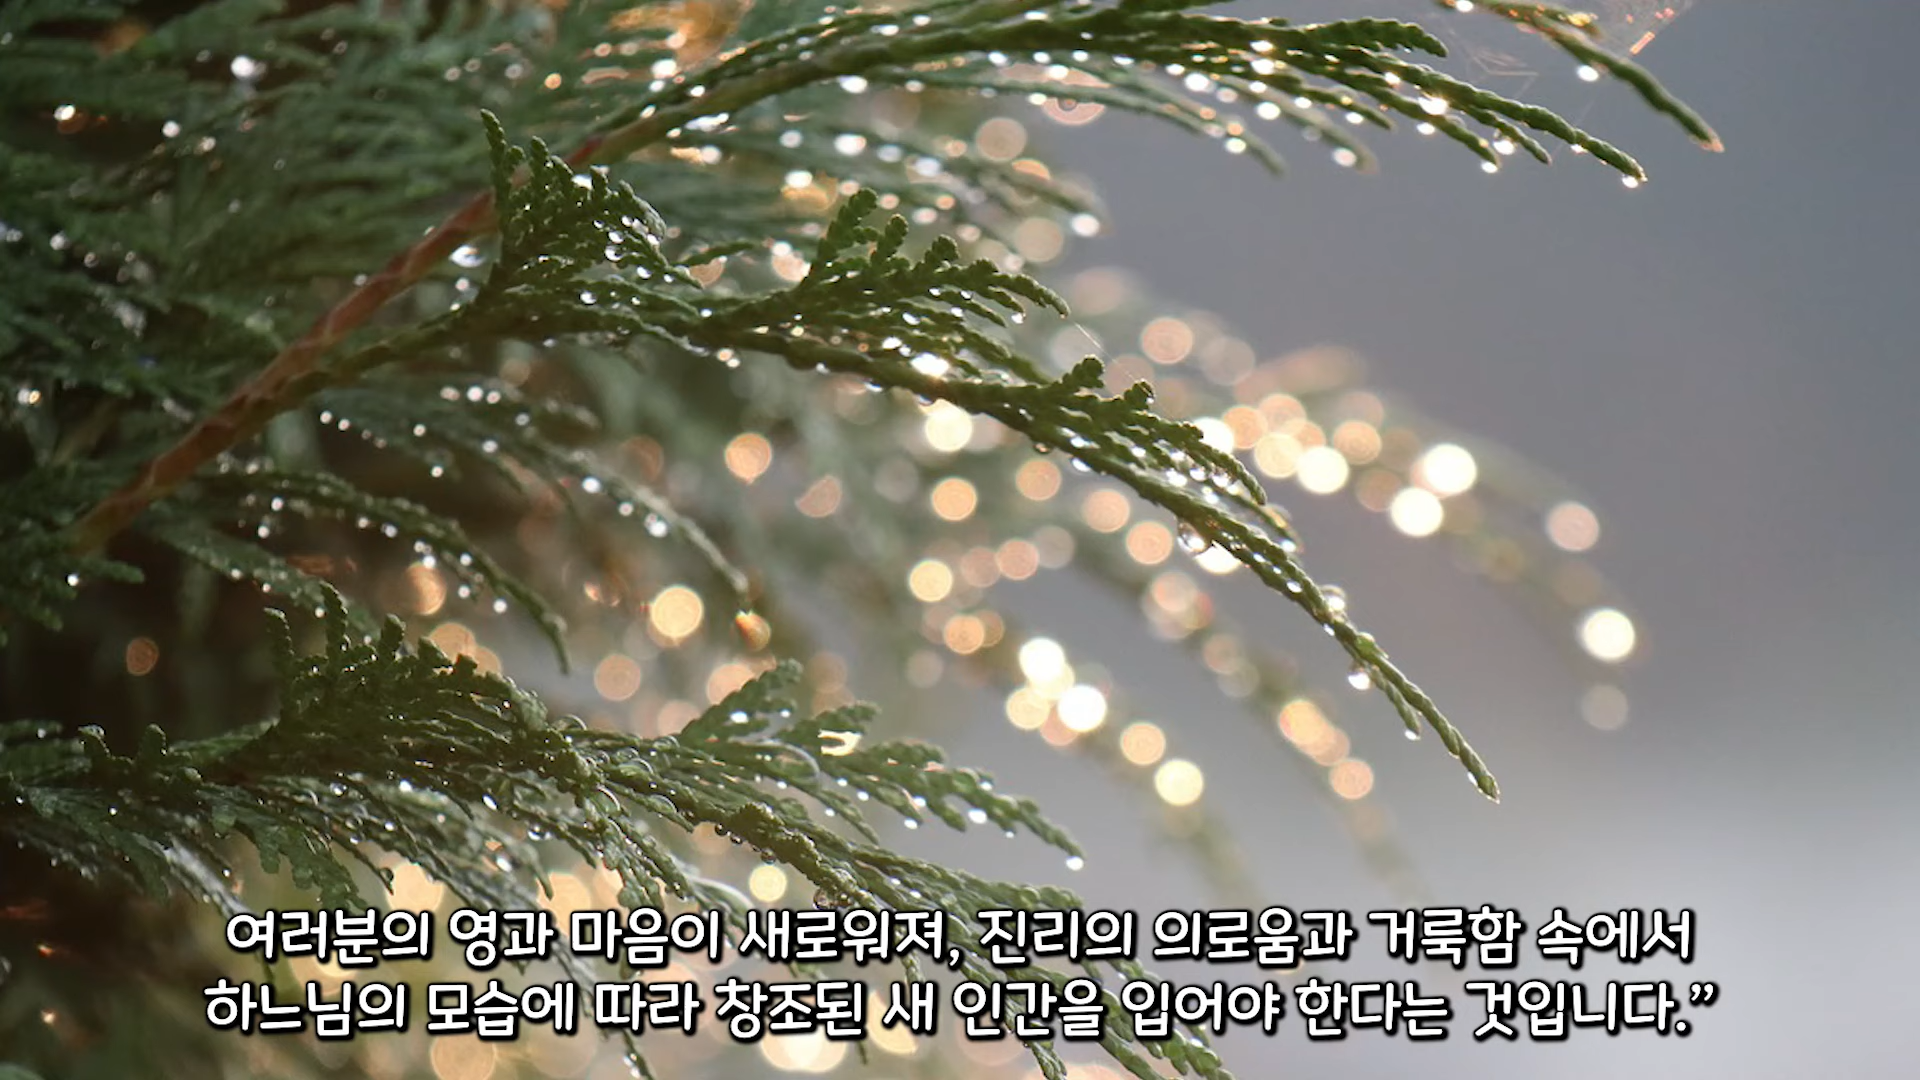 여러분의 영과 마음이 새로워져, 진리의 의로움과 거룩함 속에서
하느님의 모습에 따라 창조된 새 인간을 입어야 한다는 것입니다.”